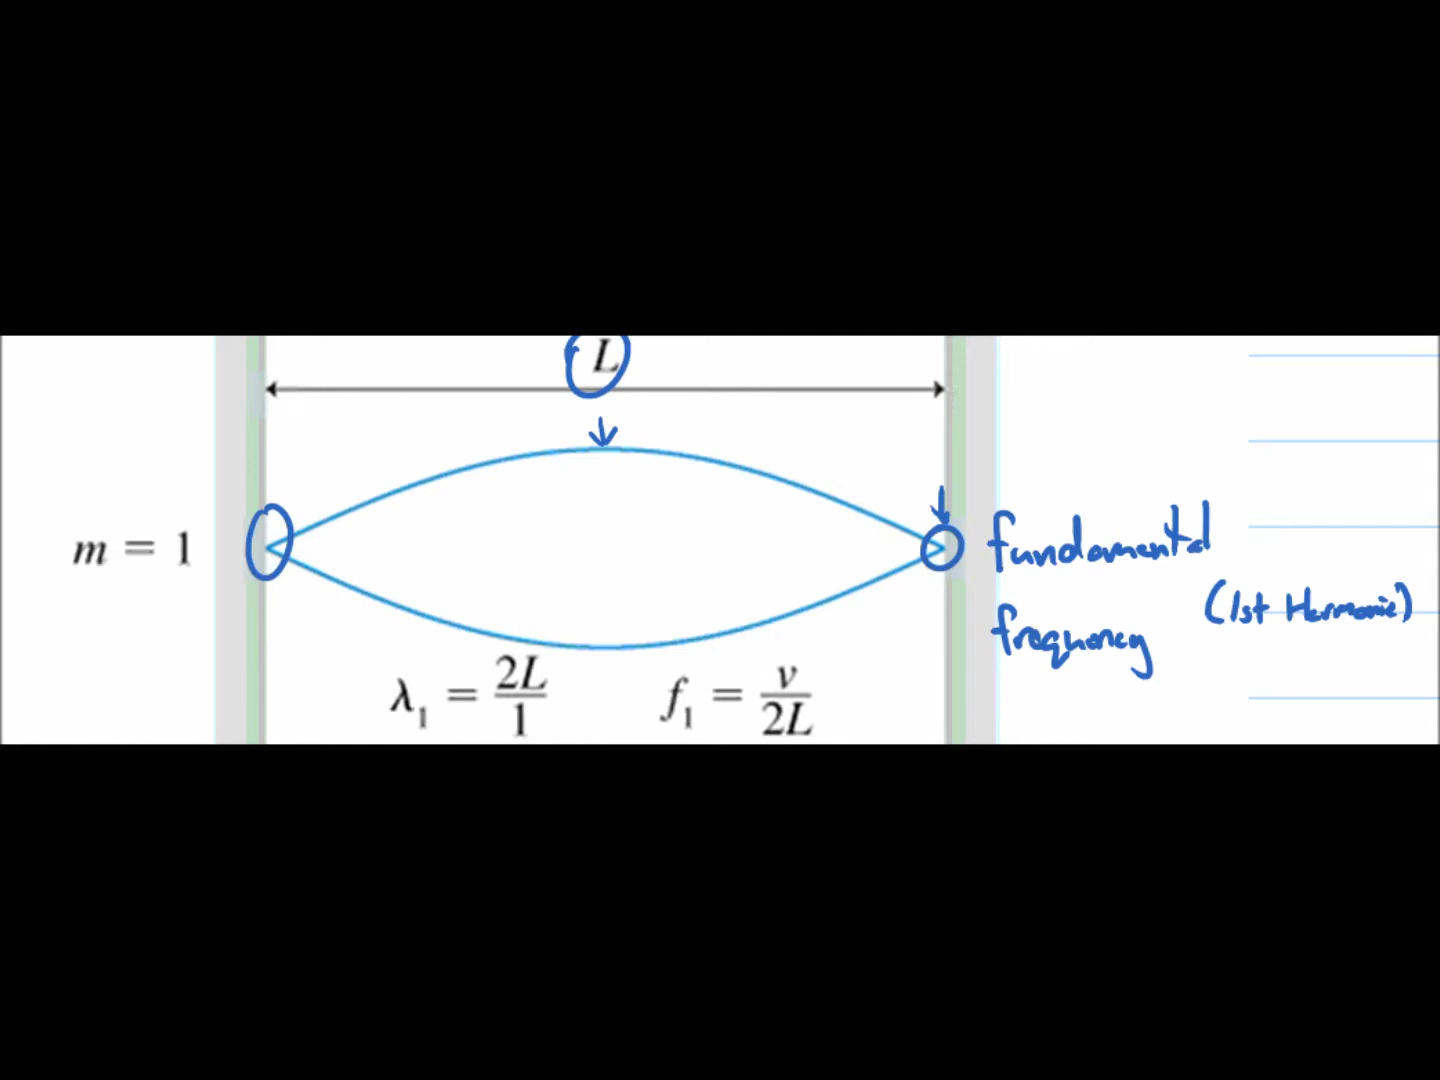 L
m = 1
fundamental
(1st Harmonic)
frequency
λ₁ = 2L/1
f₁ = v/2L